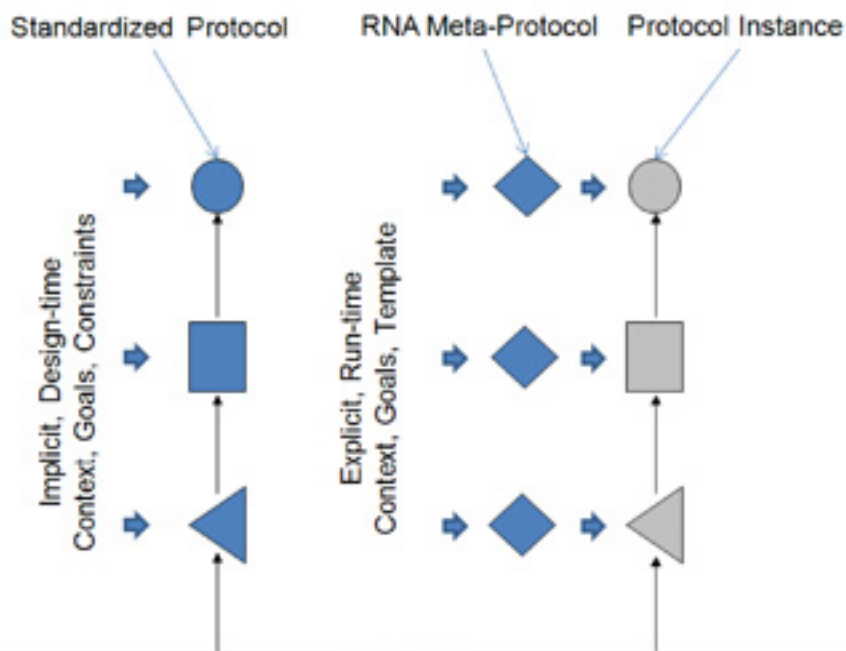 Standardized Protocol
RNA Meta-Protocol
Protocol Instance
Implicit, Design-time
Context, Goals, Constraints
Explicit, Run-time
Context, Goals, Template